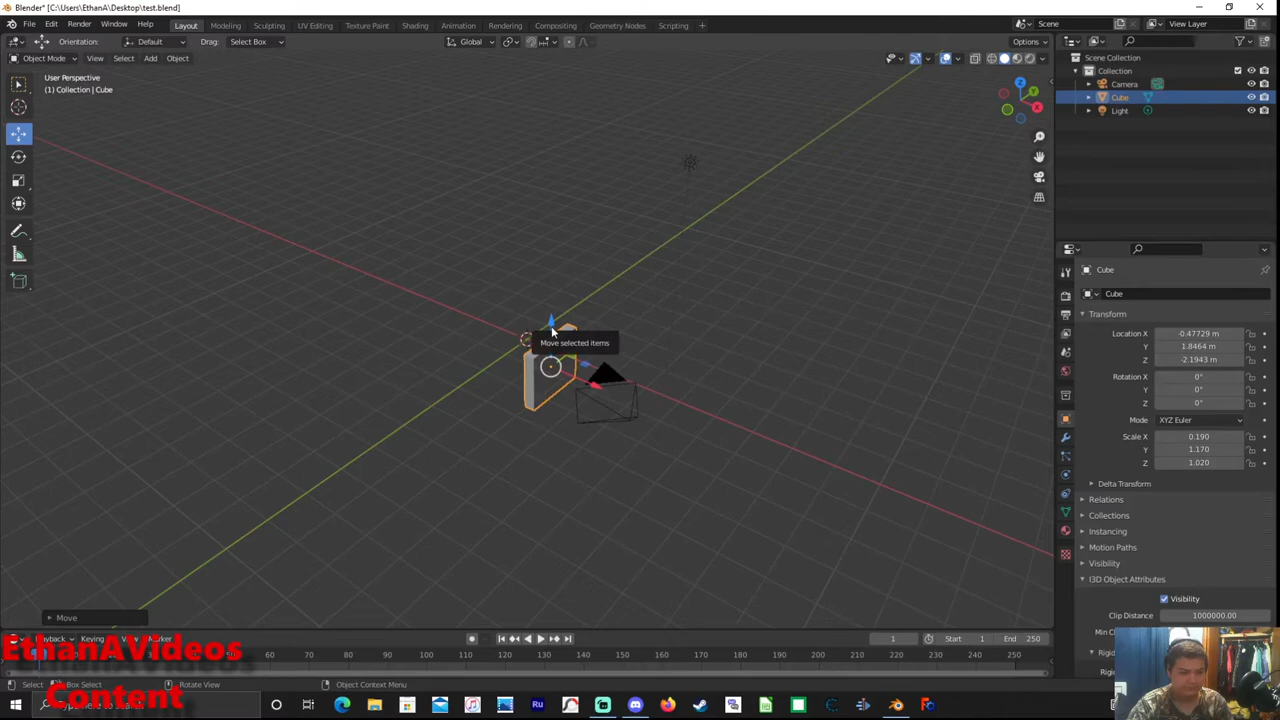 Blender* [C:\Users\EthanA\Desktop\test.blend]
File Edit Render Window Help Layout Modeling Sculpting UV Editing Texture Paint Shading Animation Rendering Compositing Geometry Nodes Scripting + Scene View Layer
Orientation: Default Drag: Select Box Global Options
Object Mode View Select Add Object
User Perspective
(1) Collection | Cube
Scene Collection
Collection
Camera
Cube
Light
Z
Y
X
Move selected items
Cube
Cube
Transform
Location X -0.47729 m
Y 1.8464 m
Z -2.1943 m
Rotation X 0°
Y 0°
Z 0°
Mode XYZ Euler
Scale X 0.190
Y 1.170
Z 1.020
Delta Transform
Relations
Collections
Instancing
Motion Paths
Visibility
I3D Object Attributes
Visibility
Clip Distance 1000000.00
Min C
Rigid
Rigid
Move
Playback Keying View Marker 1 Start 1 End 250
60 70 80 90 100 110 120 130 140 150 160 170 180 190 200 210 220 230 240 250
EthanAVideos
Content
Select Box Select Rotate View Object Context Menu